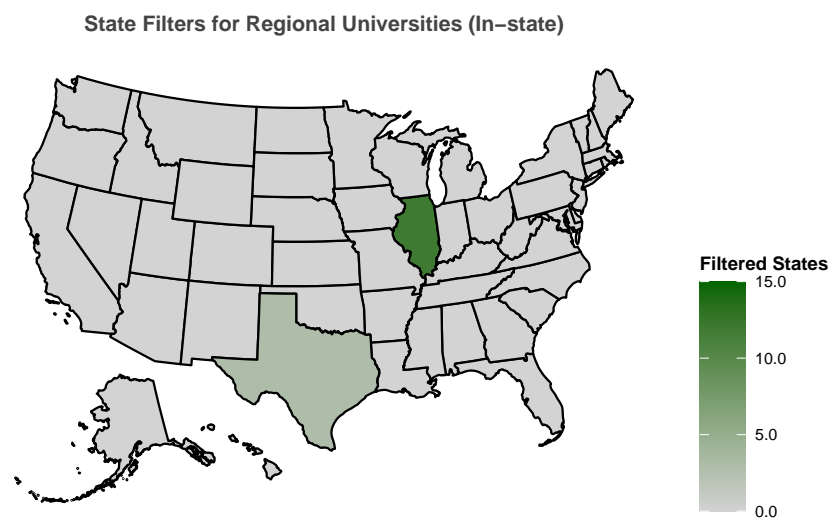 State Filters for Regional Universities (In−state)
Filtered States
15.0
10.0
5.0
0.0